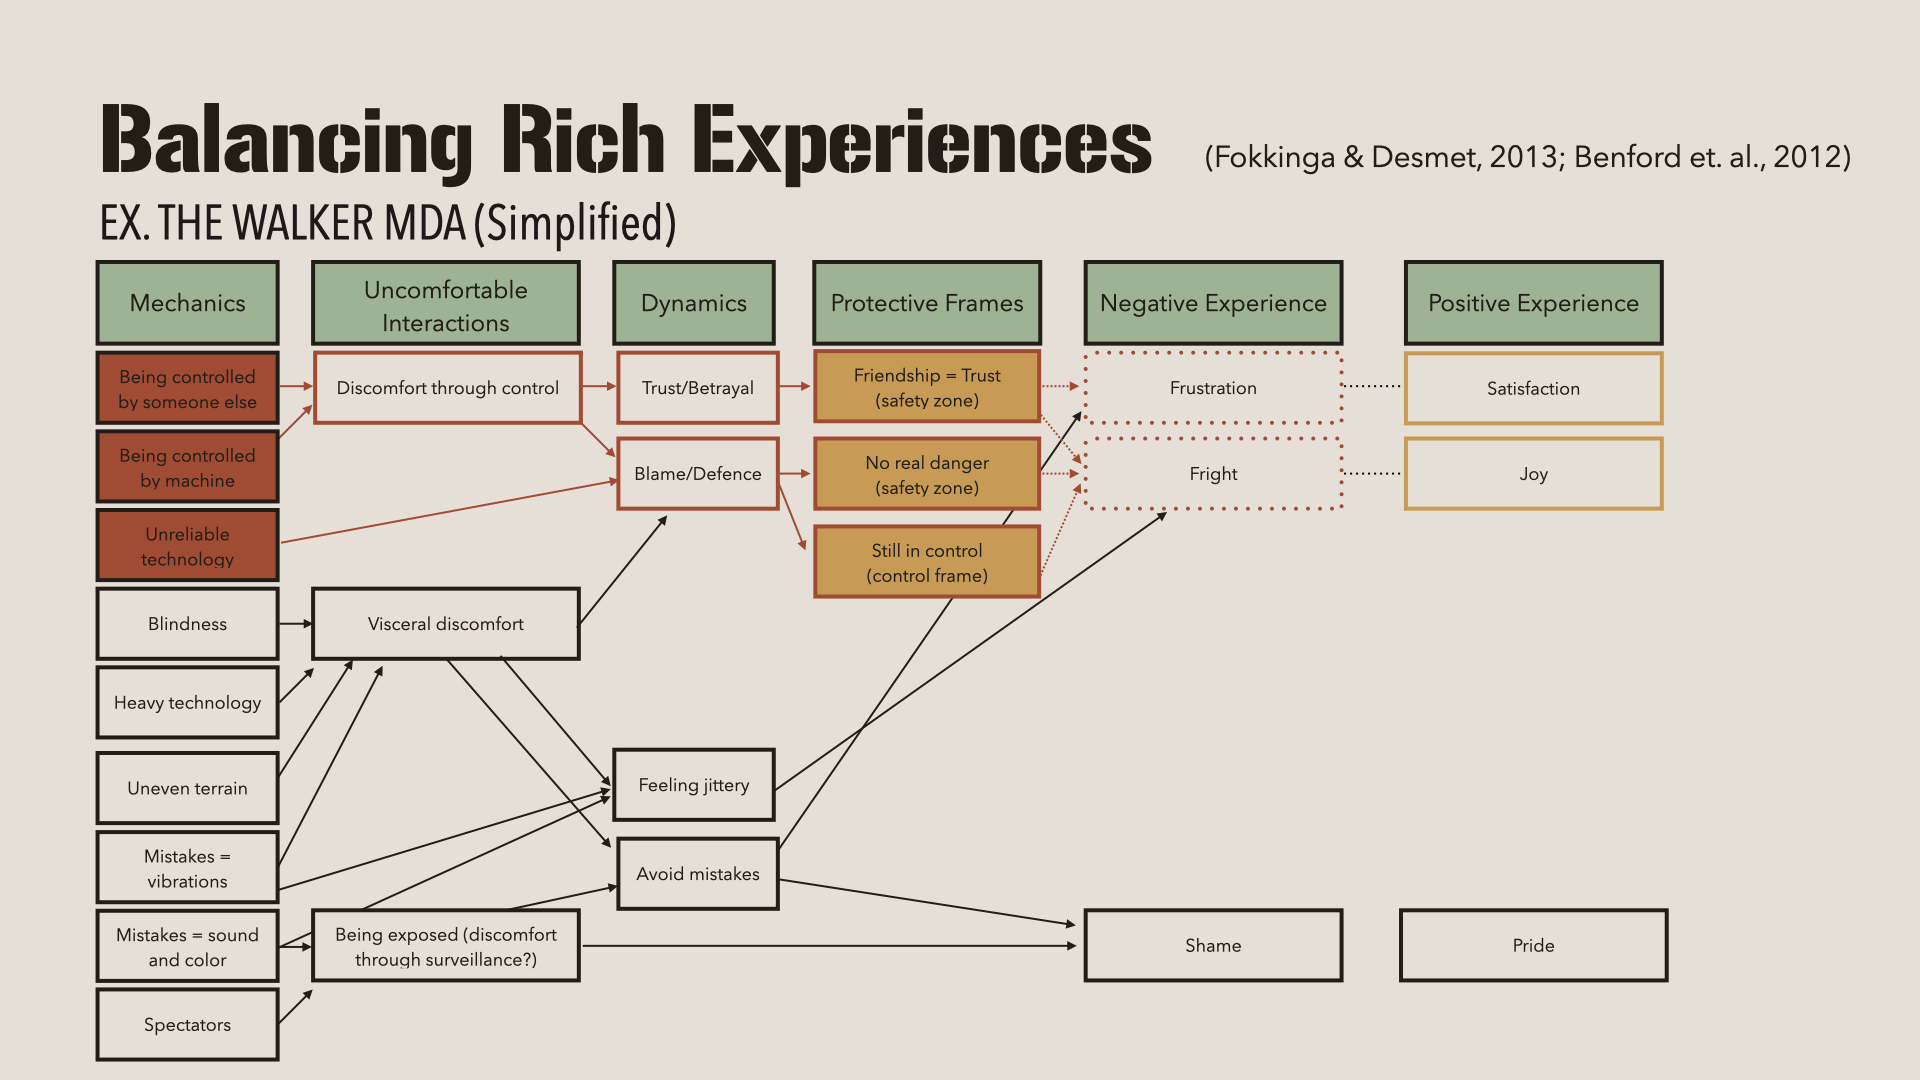 Balancing Rich Experiences (Fokkinga & Desmet, 2013; Benford et. al., 2012)
EX. THE WALKER MDA (Simplified)
Mechanics
Uncomfortable
Interactions
Dynamics
Protective Frames
Negative Experience
Positive Experience
Being controlled
by someone else
Discomfort through control
Trust/Betrayal
Friendship = Trust
(safety zone)
Frustration
Satisfaction
Being controlled
by machine
Blame/Defence
No real danger
(safety zone)
Fright
Joy
Unreliable
technology
Still in control
(control frame)
Blindness
Visceral discomfort
Heavy technology
Uneven terrain
Feeling jittery
Mistakes =
vibrations
Avoid mistakes
Mistakes = sound
and color
Being exposed (discomfort
through surveillance?)
Shame
Pride
Spectators